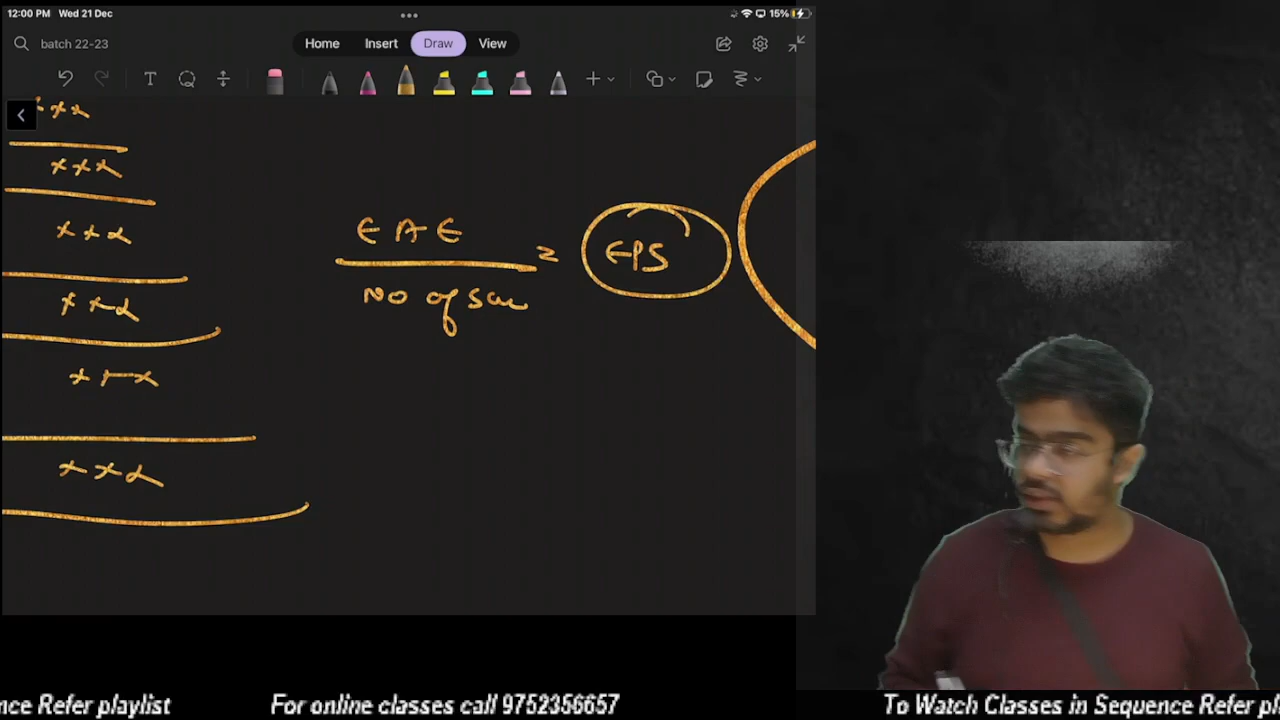 12:00 PM Wed 21 Dec
15%
batch 22-23
Home Insert Draw View
T
xxx
xxx
xxx
xxx
xxx
xxx
E A E = EPS
No of
nce Refer playlist For online classes call 9752356657 To Watch Classes in Sequence Refer pl